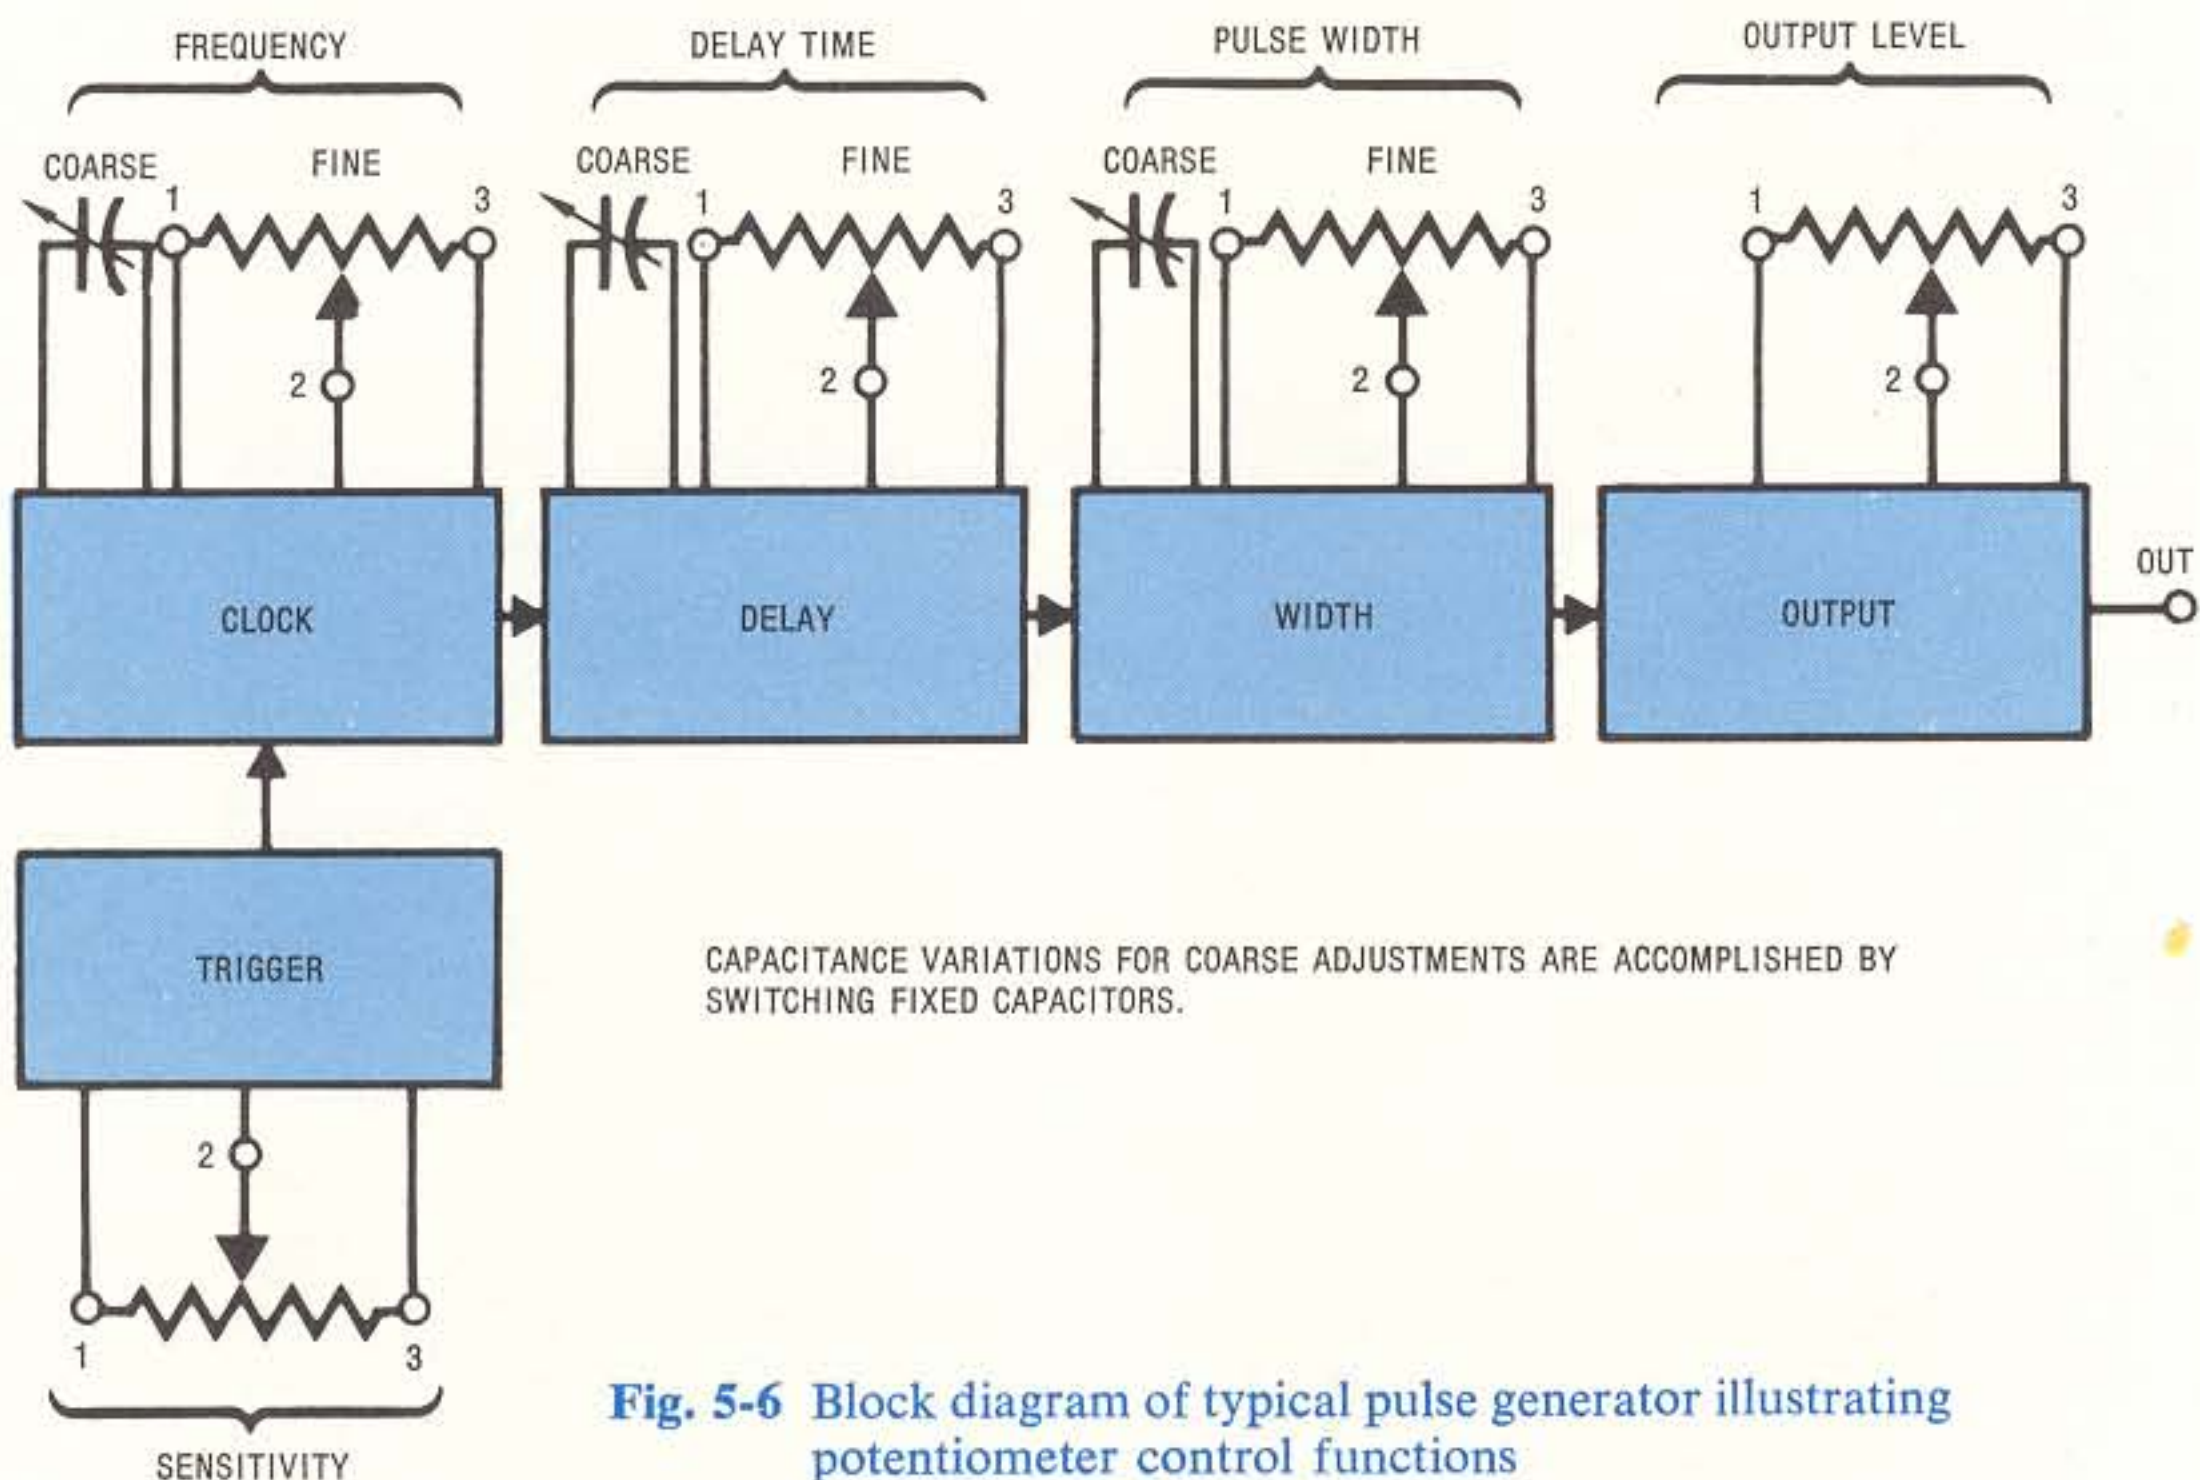 FREQUENCY
DELAY TIME
PULSE WIDTH
OUTPUT LEVEL
COARSE
FINE
COARSE
FINE
COARSE
FINE
1
3
1
3
1
3
1
3
2
2
2
2
CLOCK
DELAY
WIDTH
OUTPUT
OUT
TRIGGER
CAPACITANCE VARIATIONS FOR COARSE ADJUSTMENTS ARE ACCOMPLISHED BY
SWITCHING FIXED CAPACITORS.
2
1
3
SENSITIVITY
Fig. 5-6 Block diagram of typical pulse generator illustrating
potentiometer control functions